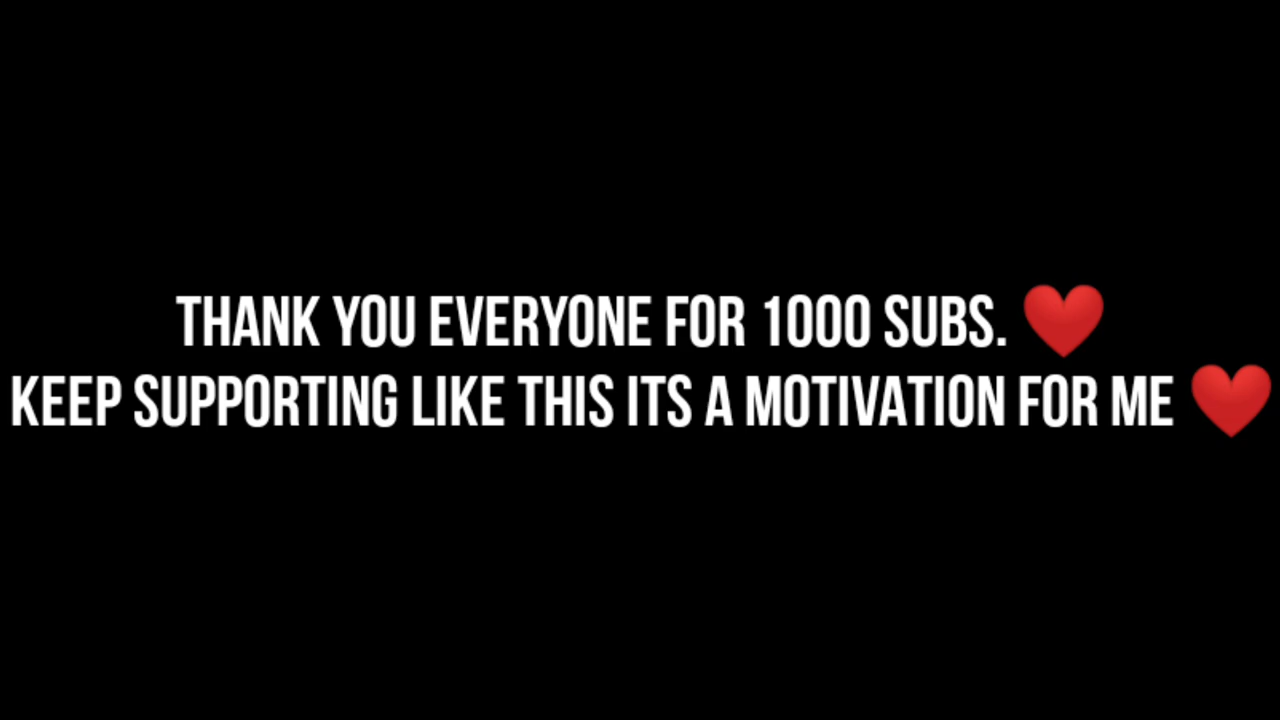 THANK YOU EVERYONE FOR 1000 SUBS. ❤️
KEEP SUPPORTING LIKE THIS ITS A MOTIVATION FOR ME ❤️